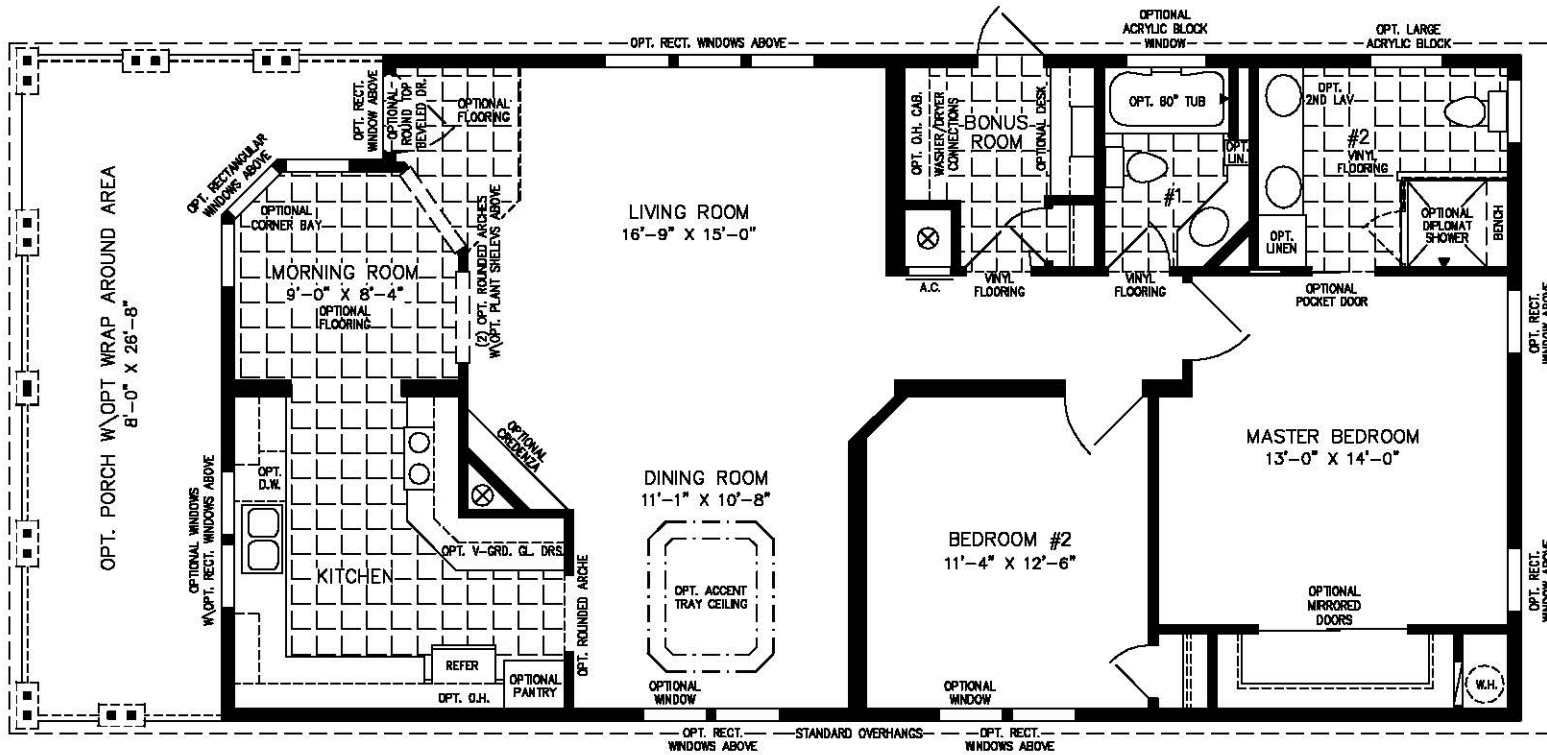 OPT. RECT. WINDOWS ABOVE
OPTIONAL
ACRYLIC BLOCK
WINDOW
OPT. LARGE
ACRYLIC BLOCK
OPT. RECT.
WINDOW ABOVE
OPTIONAL
ROUND TOP
BEVELED DR.
OPTIONAL
FLOORING
OPT. RECTANGULAR
WINDOWS ABOVE
OPTIONAL
CORNER BAY
MORNING ROOM
9'-0" X 8'-4"
OPTIONAL
FLOORING
(2) OPT. ROUNDED ARCHES
W\OPT. PLANT SHELEVS ABOVE
LIVING ROOM
16'-9" X 15'-0"
OPT. O.H. CAB.
WASHER/DRYER
CONNECTIONS
BONUS
ROOM
OPTIONAL DESK
A.C.
VINYL
FLOORING
OPT. 60" TUB
OPT.
LIN.
#1
VINYL
FLOORING
OPT.
2ND LAV
#2
VINYL
FLOORING
OPT.
LINEN
OPTIONAL
DIPLOMAT
SHOWER
BENCH
OPTIONAL
POCKET DOOR
OPT. RECT.
WINDOW ABOVE
OPT. PORCH W\OPT WRAP AROUND AREA
8'-0" X 26'-8"
OPTIONAL WINDOWS
W\OPT. RECT. WINDOWS ABOVE
OPT.
D.W.
KITCHEN
OPT. V-GRD. GL. DRS.
OPTIONAL
CREDENZA
REFER
OPTIONAL
PANTRY
OPT. O.H.
OPT. ROUNDED ARCHE
DINING ROOM
11'-1" X 10'-8"
OPT. ACCENT
TRAY CEILING
OPTIONAL
WINDOW
OPT. RECT.
WINDOWS ABOVE
STANDARD OVERHANGS
BEDROOM #2
11'-4" X 12'-6"
OPTIONAL
WINDOW
OPT. RECT.
WINDOWS ABOVE
MASTER BEDROOM
13'-0" X 14'-0"
OPTIONAL
MIRRORED
DOORS
W.H.
OPT. RECT.
WINDOW ABOVE